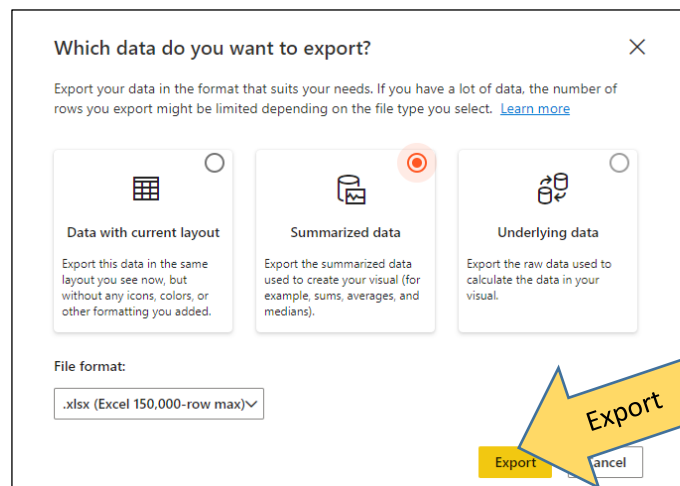 Which data do you want to export?
Export your data in the format that suits your needs. If you have a lot of data, the number of
rows you export might be limited depending on the file type you select. Learn more
Data with current layout
Export this data in the same
layout you see now, but
without any icons, colors, or
other formatting you added.
Summarized data
Export the summarized data
used to create your visual (for
example, sums, averages, and
medians).
Underlying data
Export the raw data used to
calculate the data in your
visual.
File format:
.xlsx (Excel 150,000-row max)
Export
Export
ancel